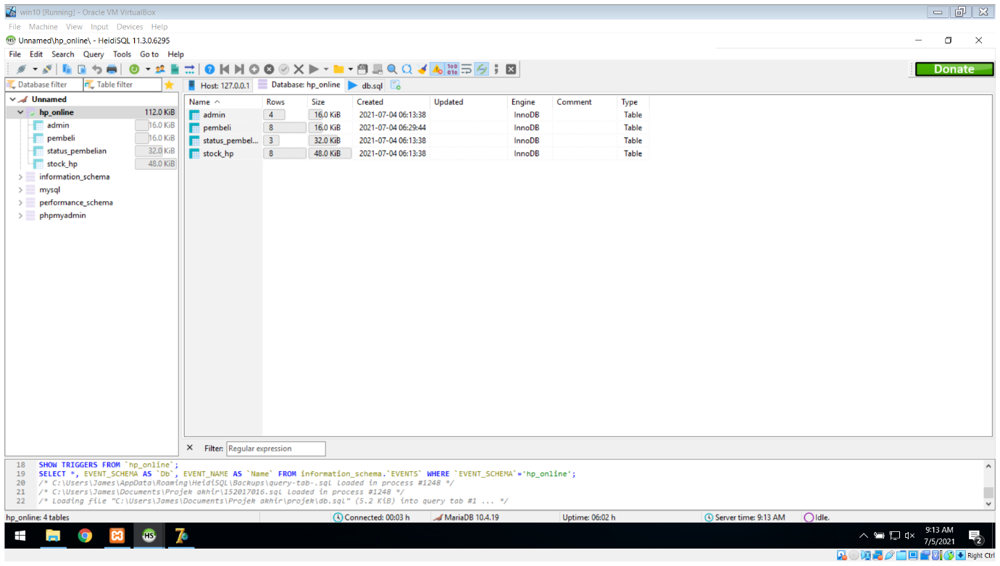 win10 [Running] - Oracle VM VirtualBox
File Machine View Input Devices Help
HS Unnamed\hp_online\ - HeidiSQL 11.3.0.6295
File Edit Search Query Tools Go to Help
Donate
Database filter Table filter Host: 127.0.0.1 Database: hp_online db.sql
Unnamed
hp_online 112.0 KiB
admin 16.0 KiB
pembeli 16.0 KiB
status_pembelian 32.0 KiB
stock_hp 48.0 KiB
information_schema
mysql
performance_schema
phpmyadmin
Name Rows Size Created Updated Engine Comment Type
admin 4 16.0 KiB 2021-07-04 06:13:38 InnoDB Table
pembeli 8 16.0 KiB 2021-07-04 06:29:44 InnoDB Table
status_pembel... 3 32.0 KiB 2021-07-04 06:13:38 InnoDB Table
stock_hp 8 48.0 KiB 2021-07-04 06:13:38 InnoDB Table
Filter: Regular expression
18 SHOW TRIGGERS FROM `hp_online`;
19 SELECT *, EVENT_SCHEMA AS `Db`, EVENT_NAME AS `Name` FROM information_schema.`EVENTS` WHERE `EVENT_SCHEMA`='hp_online';
20 /* C:\Users\James\AppData\Roaming\HeidiSQL\Backups\query-tab-.sql loaded in process #1248 */
21 /* C:\Users\James\Documents\Projek akhir\152017016.sql loaded in process #1248 */
22 /* Loading file "C:\Users\James\Documents\Projek akhir\projek\db.sql" (5.2 KiB) into query tab #1 ... */
hp_online: 4 tables Connected: 00:03 h MariaDB 10.4.19 Uptime: 06:02 h Server time: 9:13 AM Idle.
HS
9:13 AM
7/5/2021
2
Right Ctrl